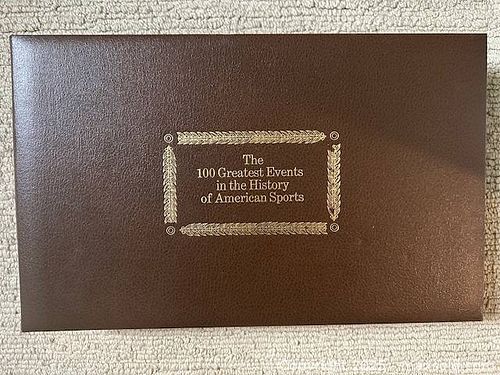 The
100 Greatest Events
in the History
of American Sports